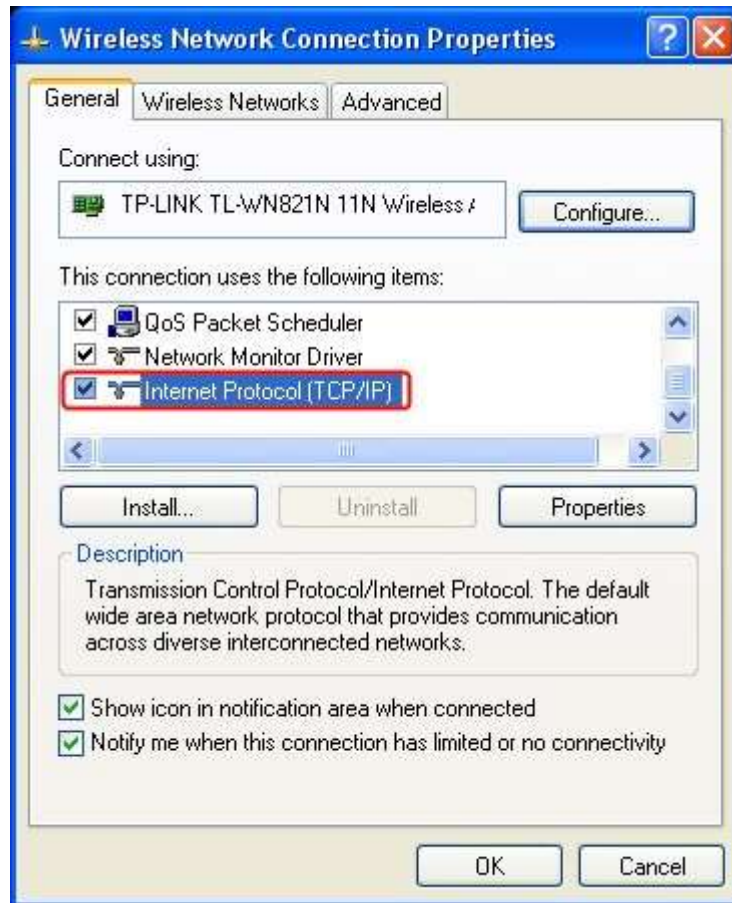 Wireless Network Connection Properties
General Wireless Networks Advanced
Connect using:
TP-LINK TL-WN821N 11N Wireless
Configure...
This connection uses the following items:
QoS Packet Scheduler
Network Monitor Driver
Internet Protocol (TCP/IP)
Install... Uninstall Properties
Description
Transmission Control Protocol/Internet Protocol. The default
wide area network protocol that provides communication
across diverse interconnected networks.
Show icon in notification area when connected
Notify me when this connection has limited or no connectivity
OK Cancel